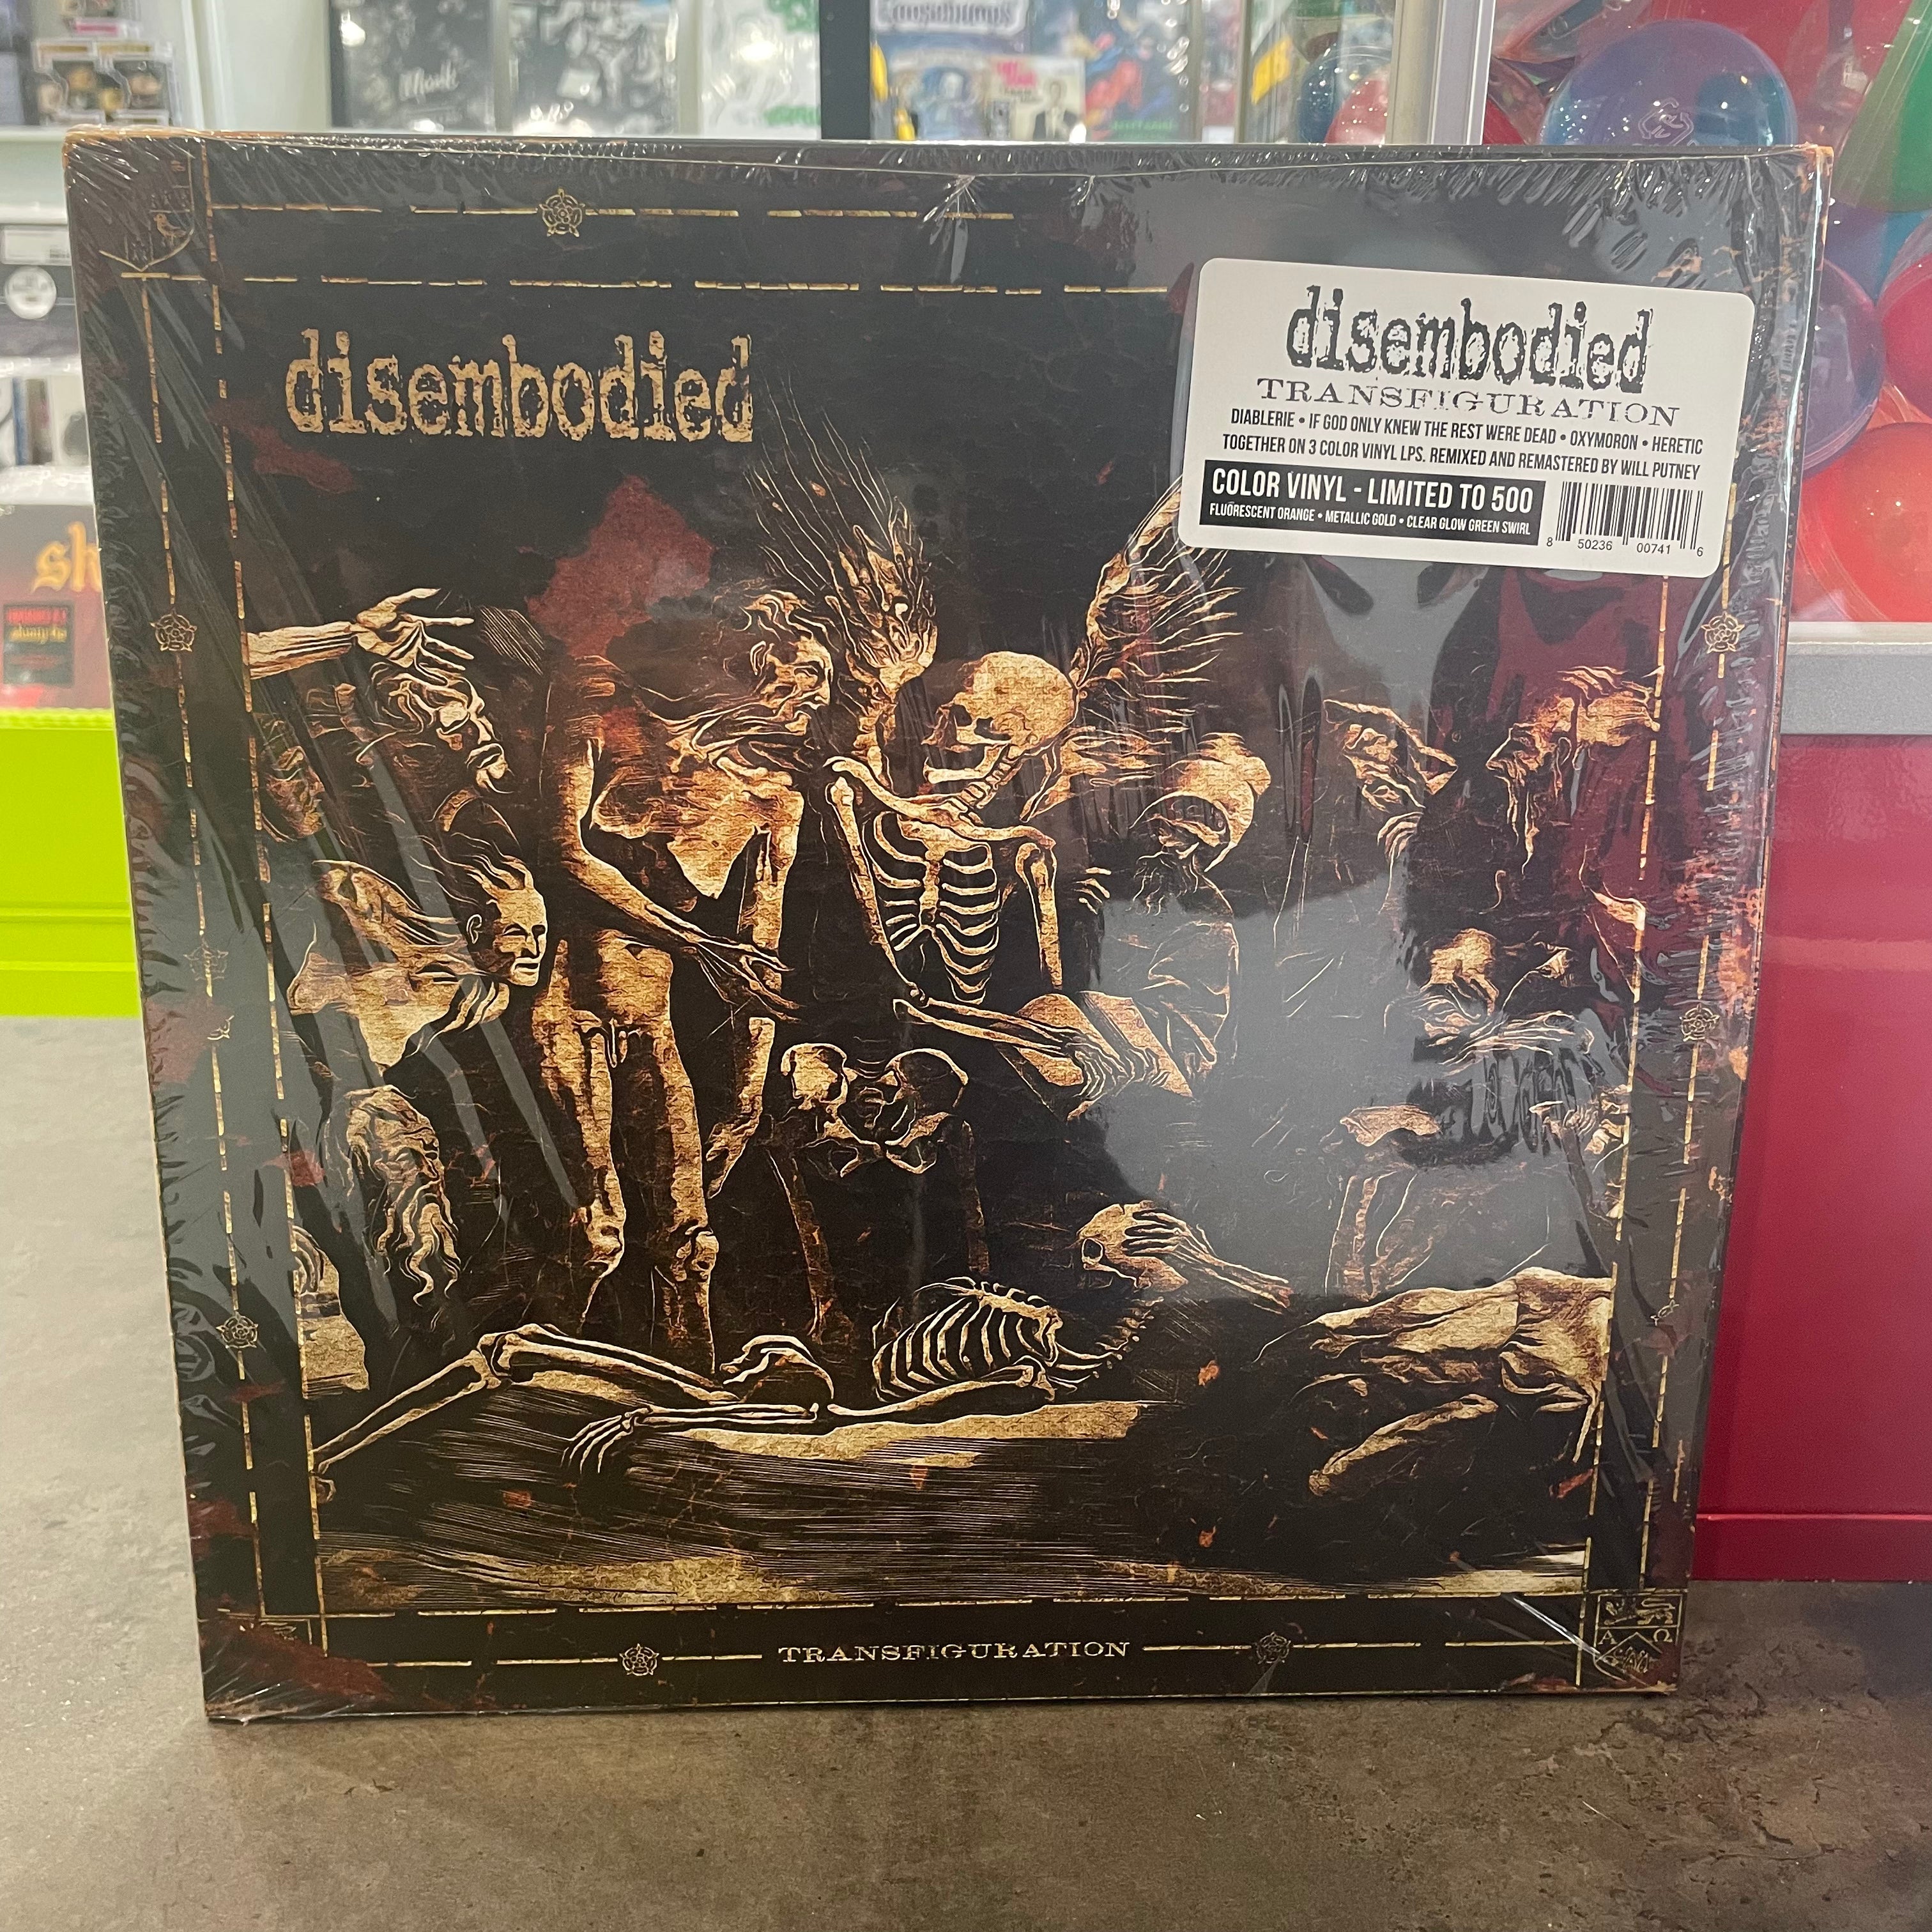 Goosebumps
disembodied
disembodied
TRANSFIGURATION
DIABLERIE • IF GOD ONLY KNEW THE REST WERE DEAD • OXYMORON • HERETIC
TOGETHER ON 3 COLOR VINYL LPS. REMIXED AND REMASTERED BY WILL PUTNEY
COLOR VINYL - LIMITED TO 500
FLUORESCENT ORANGE • METALLIC GOLD • CLEAR GLOW GREEN SWIRL
8 50236 00741 6
TRANSFIGURATION
A C